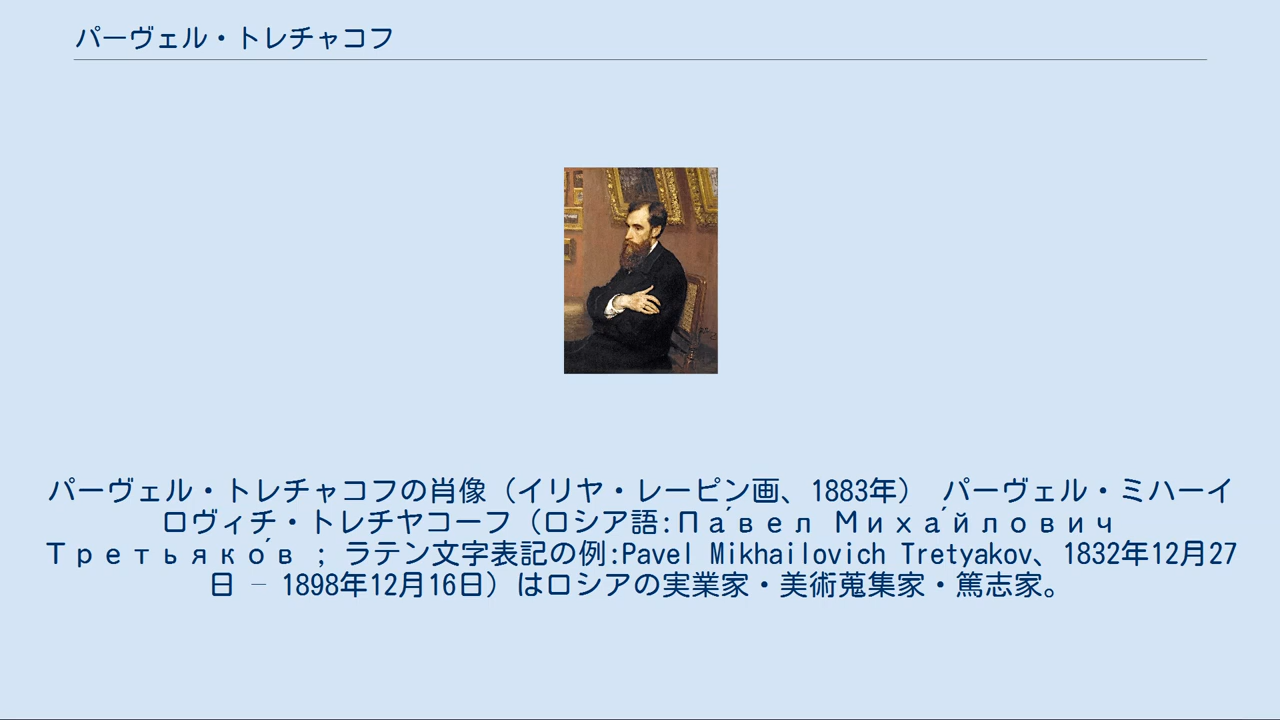 パーヴェル・トレチャコフ
パーヴェル・トレチャコフの肖像（イリヤ・レーピン画、1883年） パーヴェル・ミハーイ
ロヴィチ・トレチヤコーフ（ロシア語:Па́вел Миха́йлович
Третьяко́в ; ラテン文字表記の例:Pavel Mikhailovich Tretyakov、1832年12月27
日 – 1898年12月16日）はロシアの実業家・美術蒐集家・篤志家。